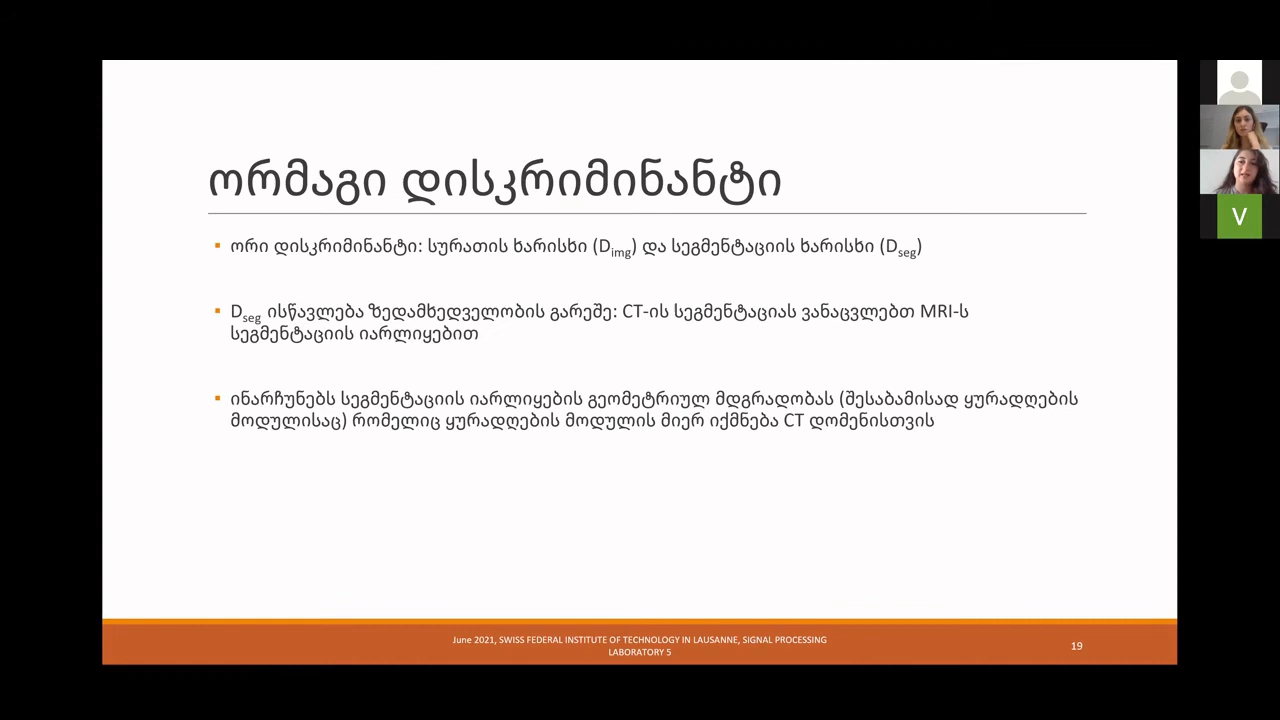 ორმაგი დისკრიმინანტი
▪ ორი დისკრიმინანტი: სურათის ხარისხი (Dimg) და სეგმენტაციის ხარისხი (Dseg)
▪ Dseg ისწავლება ზედამხედველობის გარეშე: CT-ის სეგმენტაციას ვანაცვლებთ MRI-ს
სეგმენტაციის იარლიყებით
▪ ინარჩუნებს სეგმენტაციის იარლიყების გეომეტრიულ მდგრადობას (შესაბამისად ყურადღების
მოდულისაც) რომელიც ყურადღების მოდულის მიერ იქმნება CT დომენისთვის
June 2021, SWISS FEDERAL INSTITUTE OF TECHNOLOGY IN LAUSANNE, SIGNAL PROCESSING
LABORATORY 5
19
V